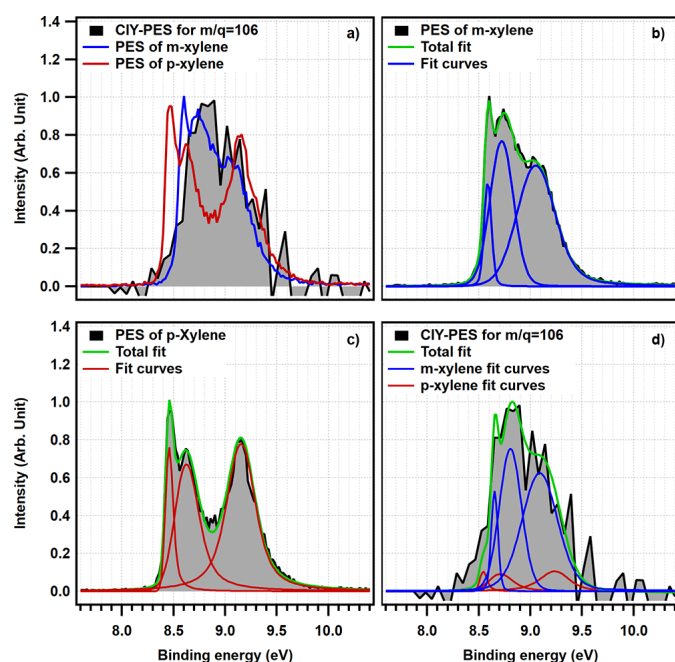 CIY-PES for m/q=106
PES of m-xylene
PES of p-xylene
a)
PES of m-xylene
Total fit
Fit curves
b)
1.4
1.2
1.0
0.8
0.6
0.4
0.2
0.0
Intensity (Arb. Unit)
PES of p-Xylene
Total fit
Fit curves
c)
CIY-PES for m/q=106
Total fit
m-xylene fit curves
p-xylene fit curves
d)
1.4
1.2
1.0
0.8
0.6
0.4
0.2
0.0
Intensity (Arb. Unit)
8.0 8.5 9.0 9.5 10.0
8.0 8.5 9.0 9.5 10.0
Binding energy (eV)
Binding energy (eV)